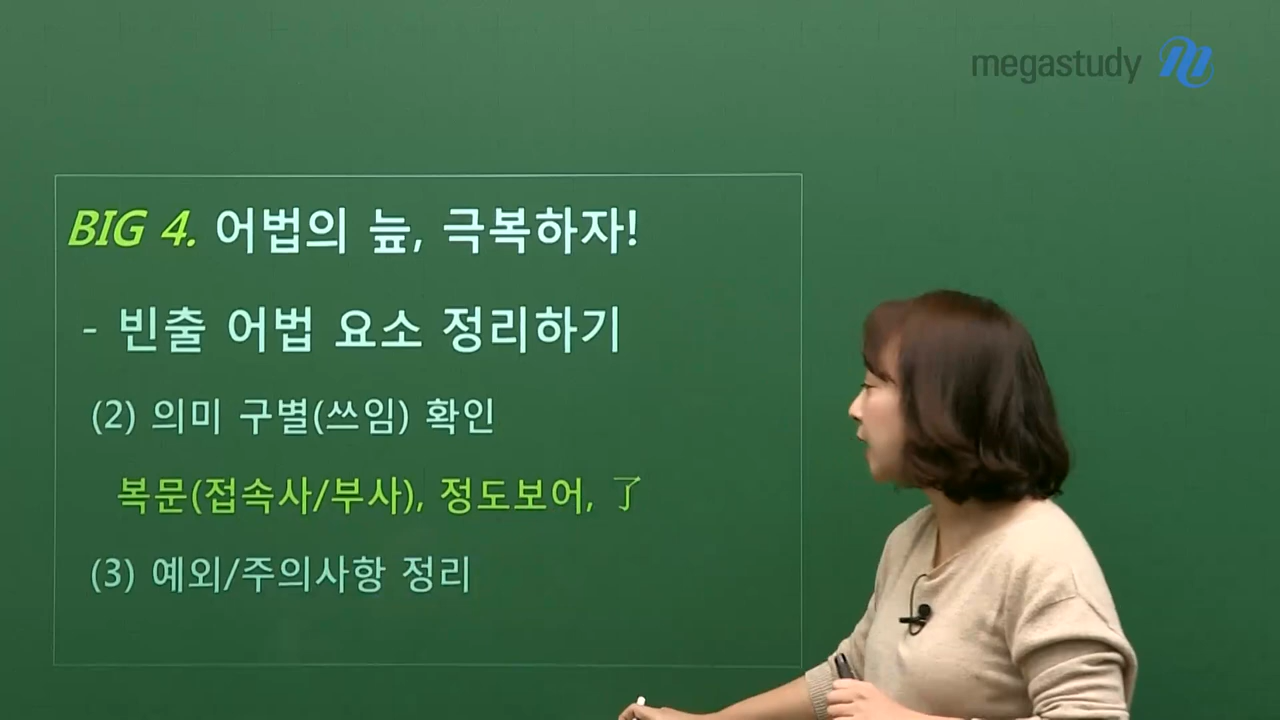 megastudy
BIG 4. 어법의 늪, 극복하자!
- 빈출 어법 요소 정리하기
(2) 의미 구별(쓰임) 확인
복문(접속사/부사), 정도보어, 了
(3) 예외/주의사항 정리